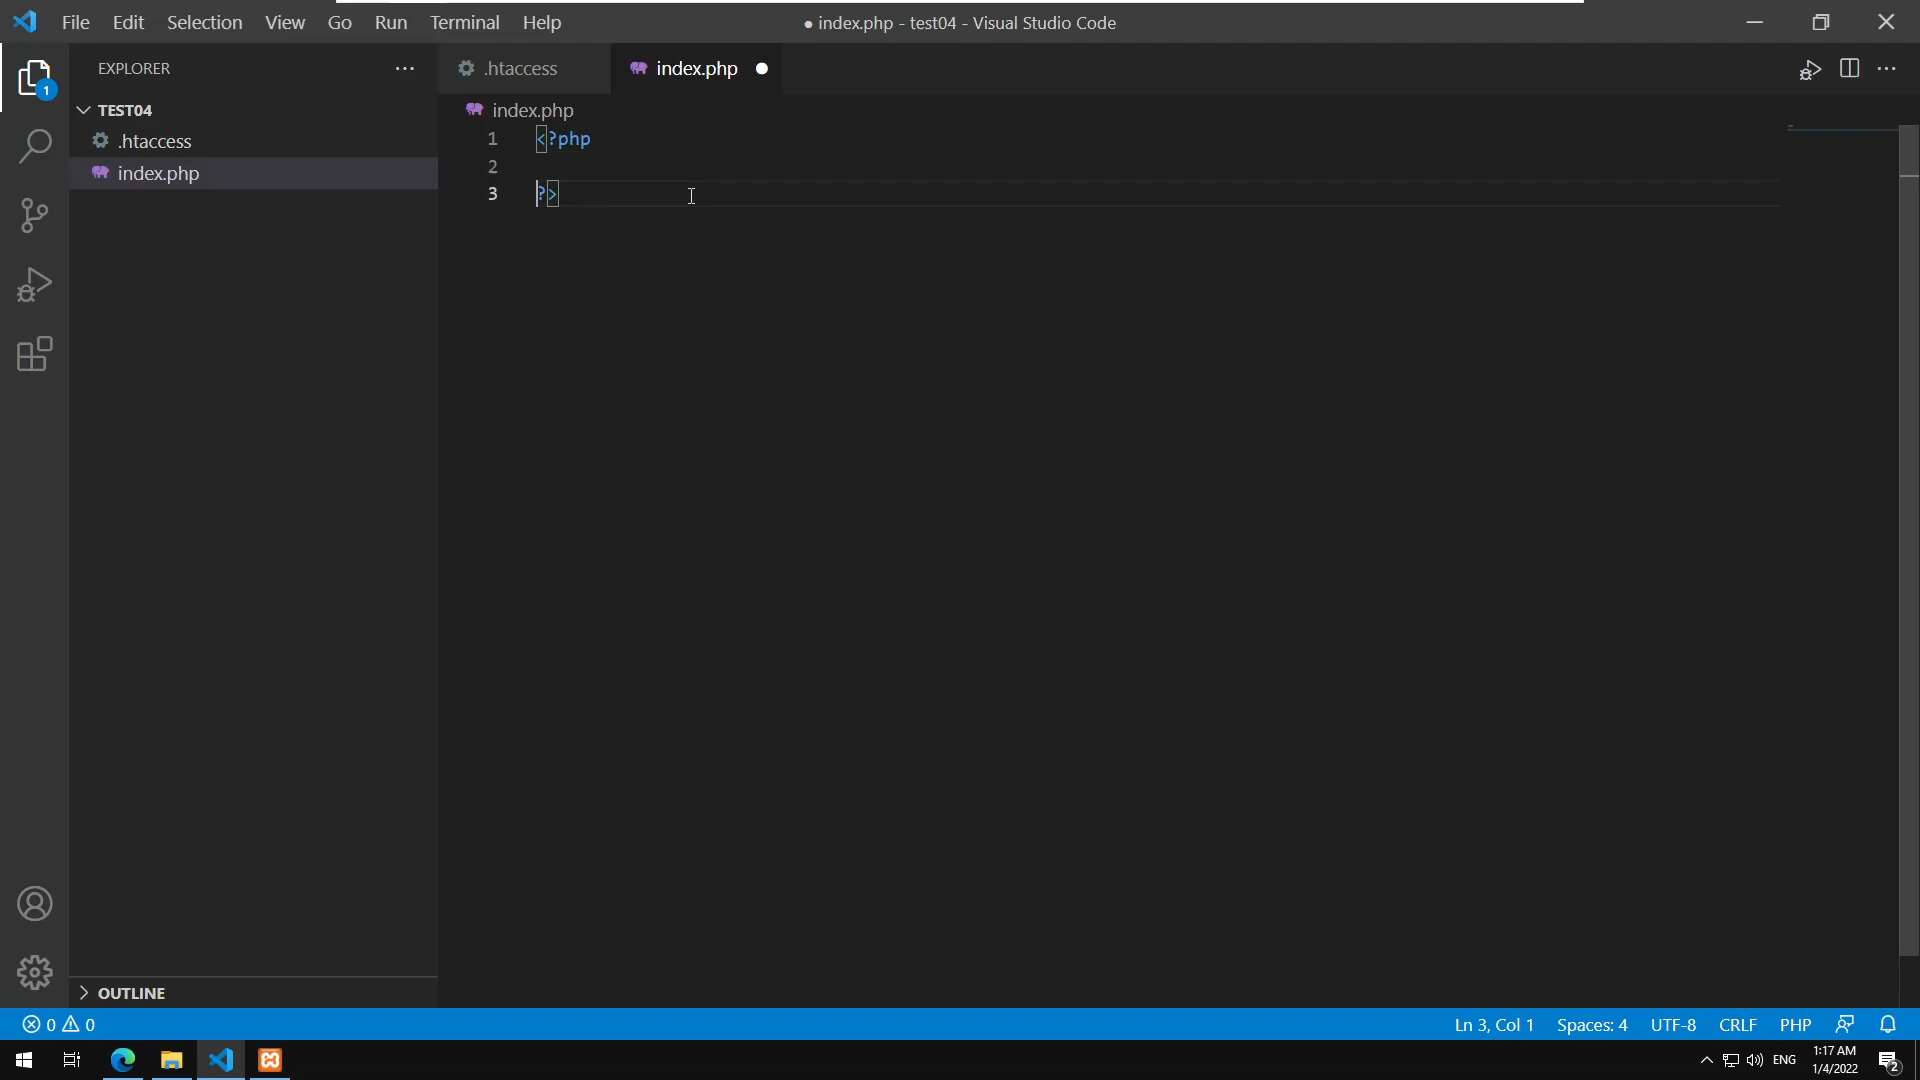 File Edit Selection View Go Run Terminal Help
● index.php - test04 - Visual Studio Code
EXPLORER
.htaccess
index.php
1
TEST04
.htaccess
index.php
index.php
1 <?php
2
3 ?>
OUTLINE
0 0
Ln 3, Col 1 Spaces: 4 UTF-8 CRLF PHP
ENG
1:17 AM
1/4/2022
2